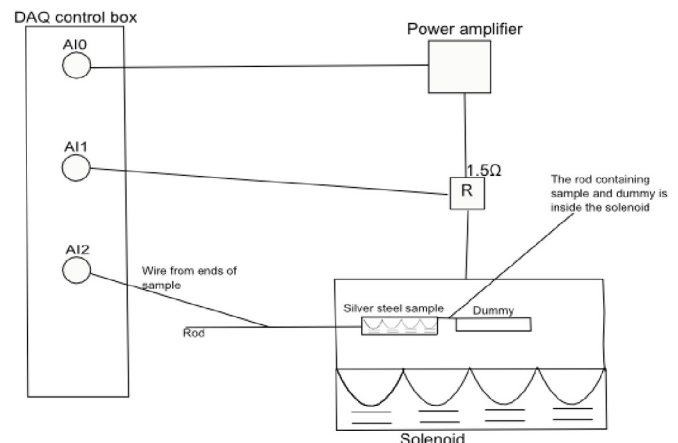 DAQ control box
Power amplifier
AI0
AI1
1.5Ω
R
The rod containing
sample and dummy is
inside the solenoid
AI2
Wire from ends of
sample
Silver steel sample
Dummy
Rod
Solenoid